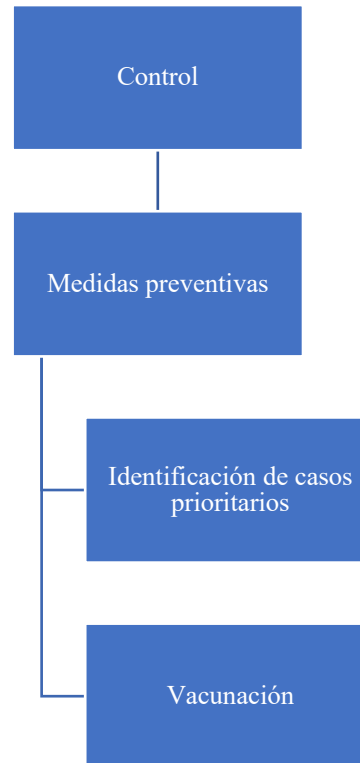 Control
Medidas preventivas
Identificación de casos
prioritarios
Vacunación